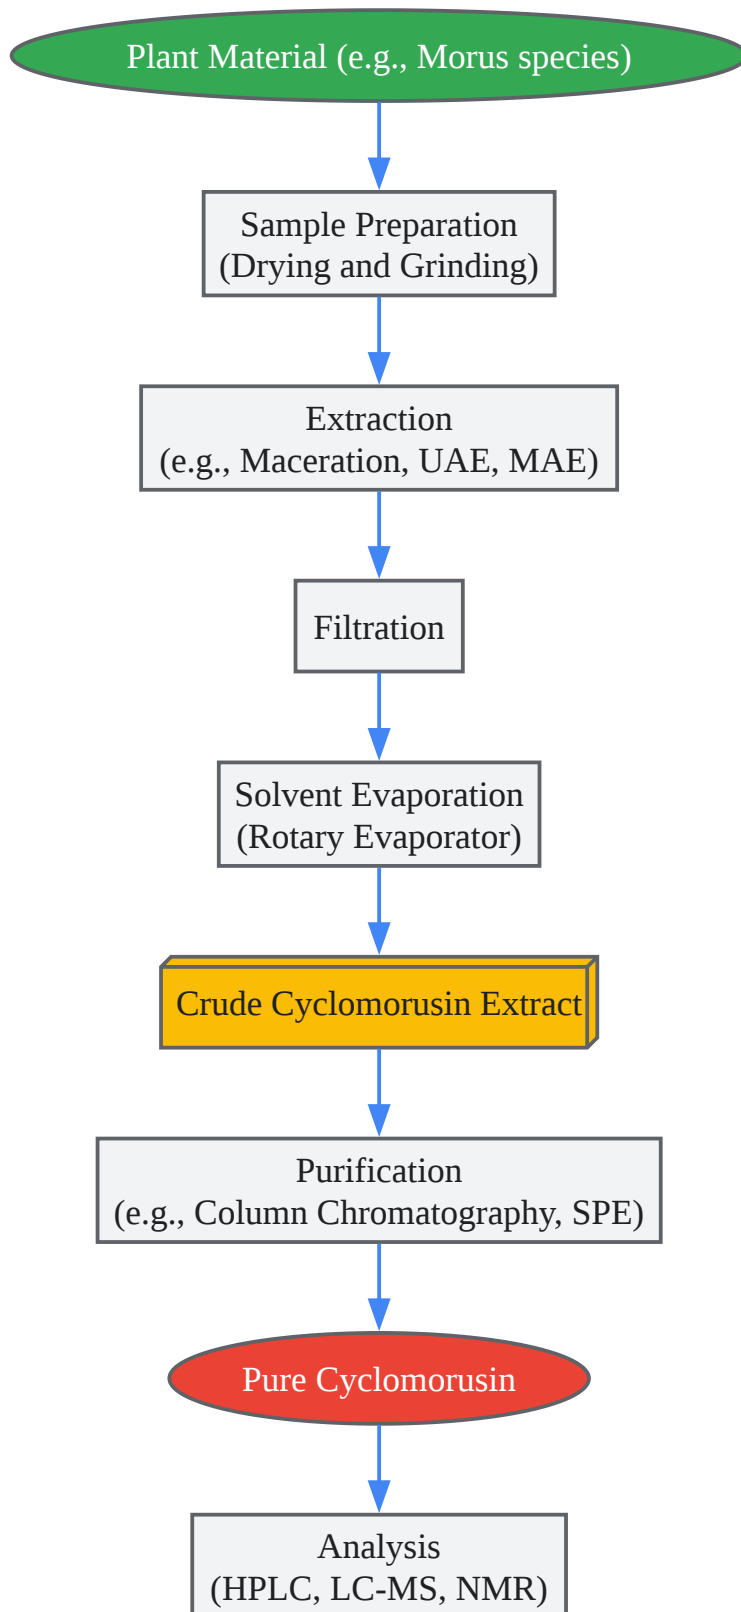 Plant Material (e.g., Morus species)
Sample Preparation
(Drying and Grinding)
Extraction
(e.g., Maceration, UAE, MAE)
Filtration
Solvent Evaporation
(Rotary Evaporator)
Crude Cyclomorusin Extract
Purification
(e.g., Column Chromatography, SPE)
Pure Cyclomorusin
Analysis
(HPLC, LC-MS, NMR)